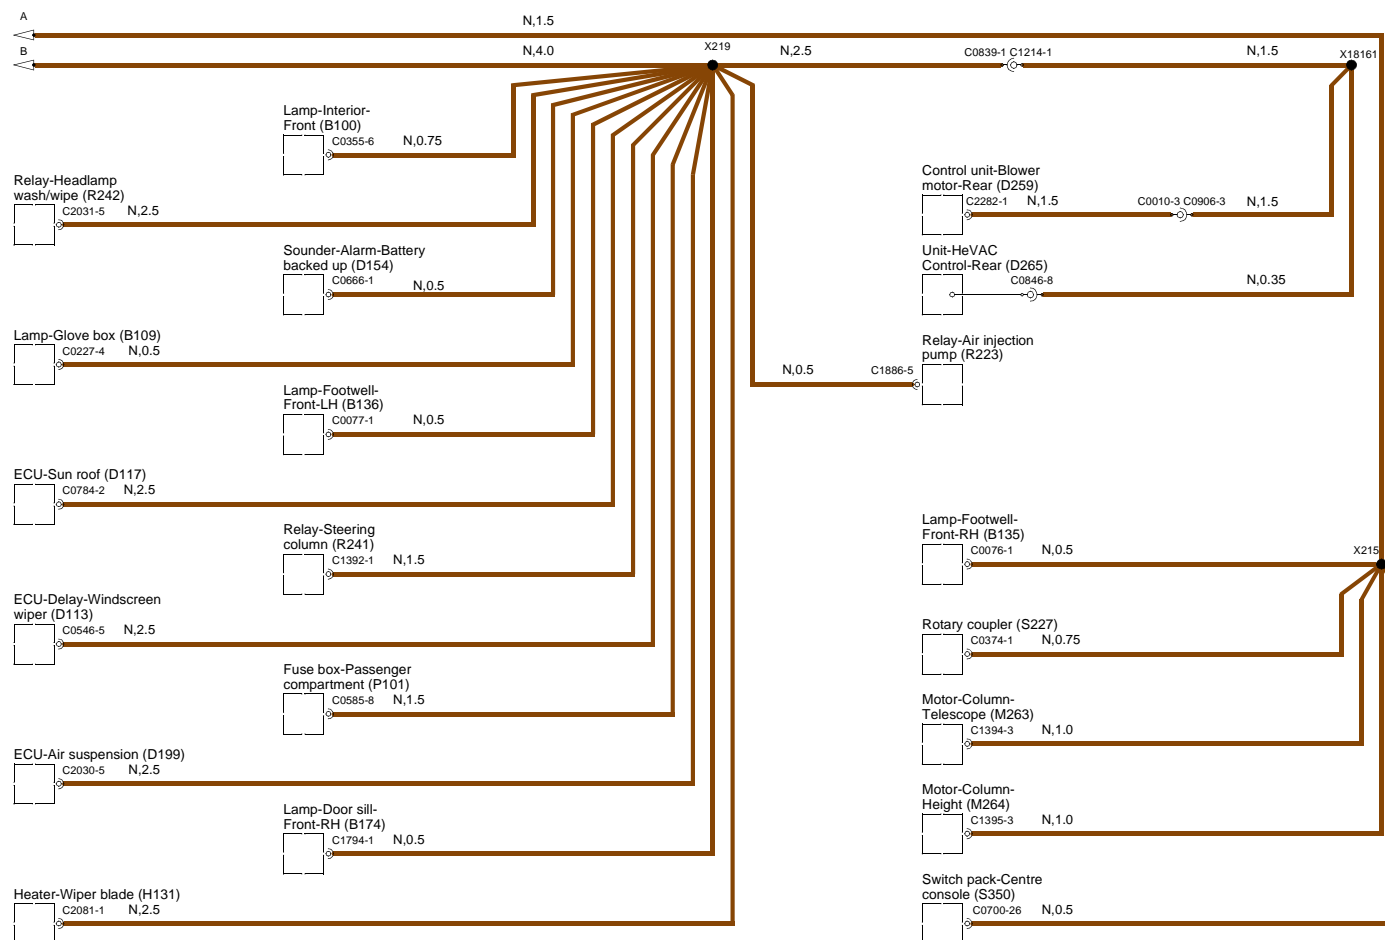 A
N,1.5
B
N,4.0
X219
N,2.5
C0839-1 C1214-1
N,1.5
X18161
Lamp-Interior-
Front (B100)
C0355-6
N,0.75
Relay-Headlamp
wash/wipe (R242)
C2031-5
N,2.5
Sounder-Alarm-Battery
backed up (D154)
C0666-1
N,0.5
Lamp-Glove box (B109)
C0227-4
N,0.5
Lamp-Footwell-
Front-LH (B136)
C0077-1
N,0.5
ECU-Sun roof (D117)
C0784-2
N,2.5
Relay-Steering
column (R241)
C1392-1
N,1.5
ECU-Delay-Windscreen
wiper (D113)
C0546-5
N,2.5
Fuse box-Passenger
compartment (P101)
C0585-8
N,1.5
ECU-Air suspension (D199)
C2030-5
N,2.5
Lamp-Door sill-
Front-RH (B174)
C1794-1
N,0.5
Heater-Wiper blade (H131)
C2081-1
N,2.5
Control unit-Blower
motor-Rear (D259)
C2282-1
N,1.5
C0010-3 C0906-3
N,1.5
Unit-HeVAC
Control-Rear (D265)
C0846-8
N,0.35
Relay-Air injection
pump (R223)
N,0.5
C1886-5
Lamp-Footwell-
Front-RH (B135)
C0076-1
N,0.5
X215
Rotary coupler (S227)
C0374-1
N,0.75
Motor-Column-
Telescope (M263)
C1394-3
N,1.0
Motor-Column-
Height (M264)
C1395-3
N,1.0
Switch pack-Centre
console (S350)
C0700-26
N,0.5